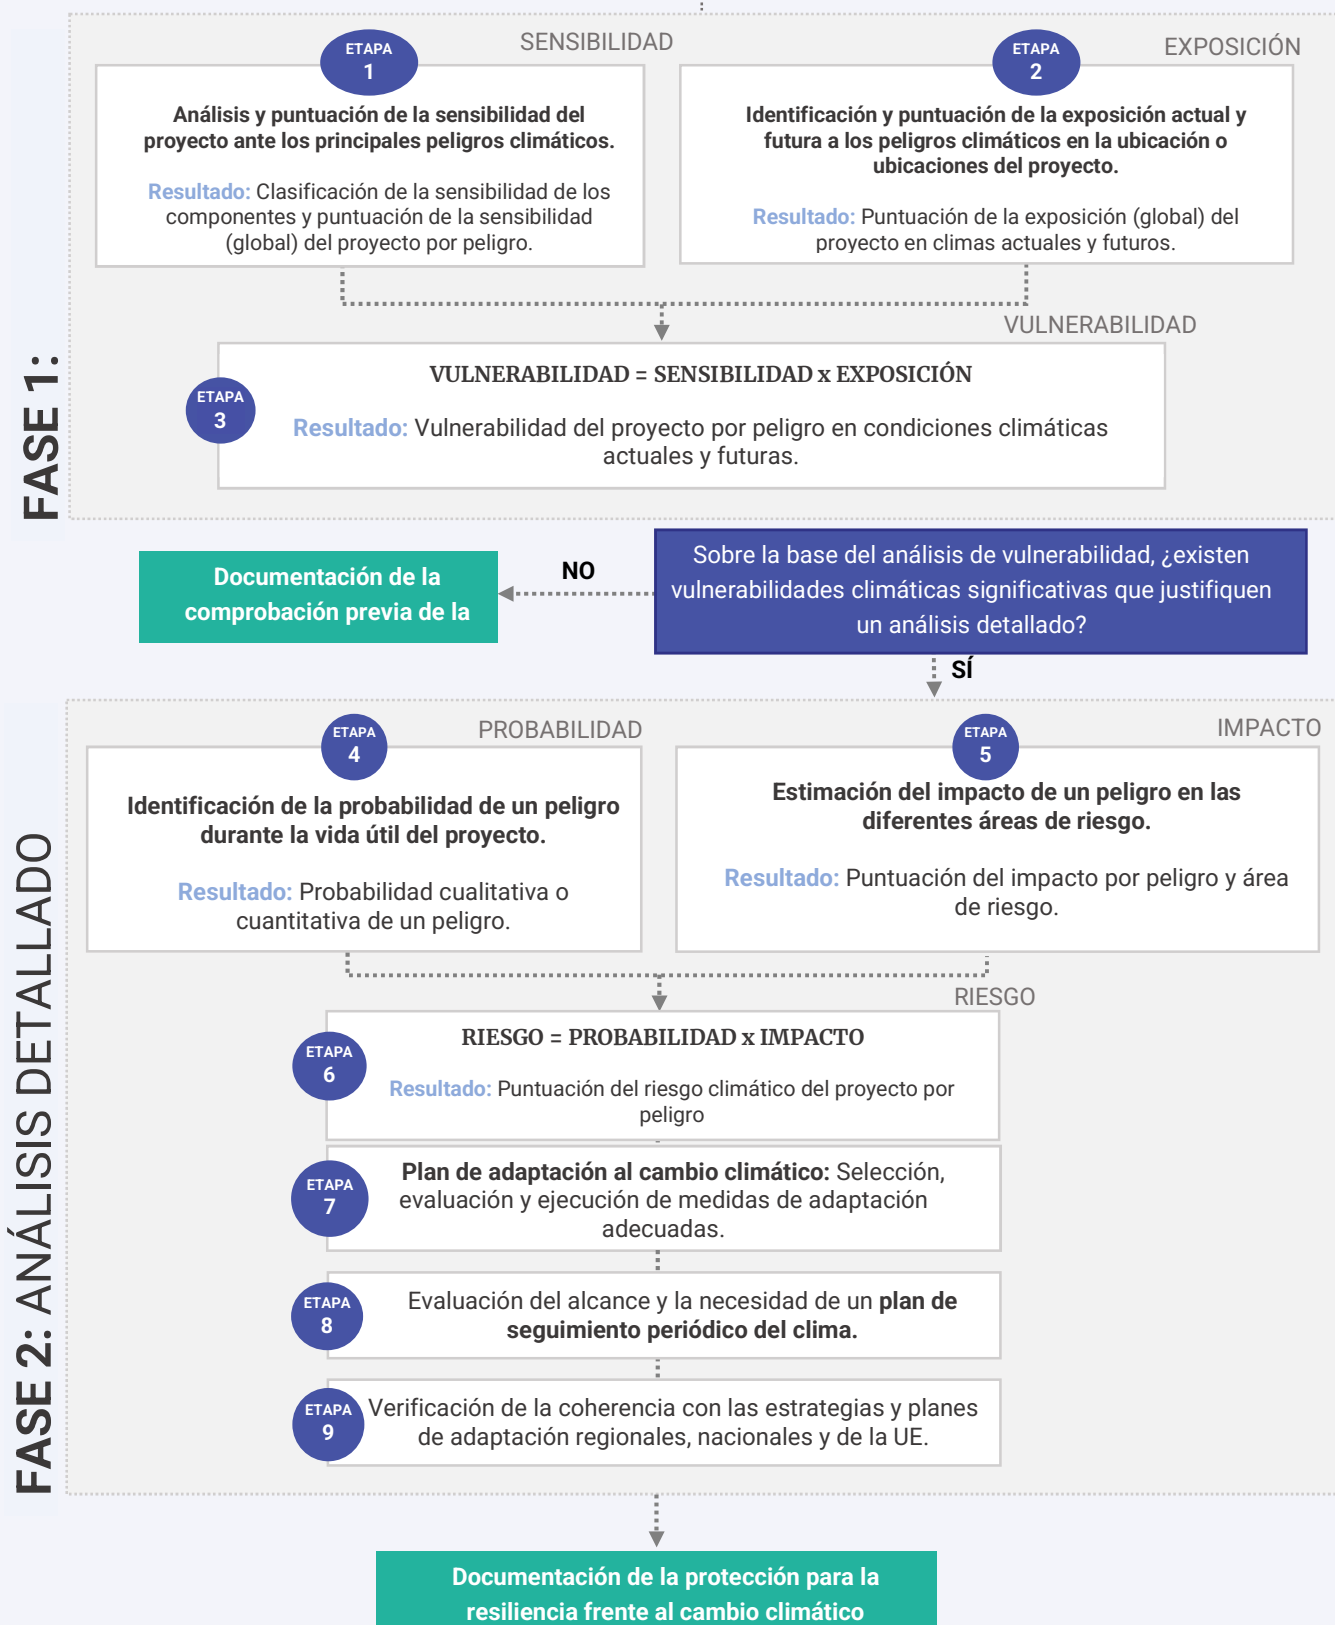 FASE 1:
SENSIBILIDAD
ETAPA
1
Análisis y puntuación de la sensibilidad del
proyecto ante los principales peligros climáticos.
Resultado: Clasificación de la sensibilidad de los
componentes y puntuación de la sensibilidad
(global) del proyecto por peligro.
EXPOSICIÓN
ETAPA
2
Identificación y puntuación de la exposición actual y
futura a los peligros climáticos en la ubicación o
ubicaciones del proyecto.
Resultado: Puntuación de la exposición (global) del
proyecto en climas actuales y futuros.
VULNERABILIDAD
ETAPA
3
VULNERABILIDAD = SENSIBILIDAD x EXPOSICIÓN
Resultado: Vulnerabilidad del proyecto por peligro en condiciones climáticas
actuales y futuras.
Sobre la base del análisis de vulnerabilidad, ¿existen
vulnerabilidades climáticas significativas que justifiquen
un análisis detallado?
NO
Documentación de la
comprobación previa de la
SÍ
FASE 2: ANÁLISIS DETALLADO
PROBABILIDAD
ETAPA
4
Identificación de la probabilidad de un peligro
durante la vida útil del proyecto.
Resultado: Probabilidad cualitativa o
cuantitativa de un peligro.
IMPACTO
ETAPA
5
Estimación del impacto de un peligro en las
diferentes áreas de riesgo.
Resultado: Puntuación del impacto por peligro y área
de riesgo.
RIESGO
ETAPA
6
RIESGO = PROBABILIDAD x IMPACTO
Resultado: Puntuación del riesgo climático del proyecto por
peligro
ETAPA
7
Plan de adaptación al cambio climático: Selección,
evaluación y ejecución de medidas de adaptación
adecuadas.
ETAPA
8
Evaluación del alcance y la necesidad de un plan de
seguimiento periódico del clima.
ETAPA
9
Verificación de la coherencia con las estrategias y planes
de adaptación regionales, nacionales y de la UE.
Documentación de la protección para la
resiliencia frente al cambio climático